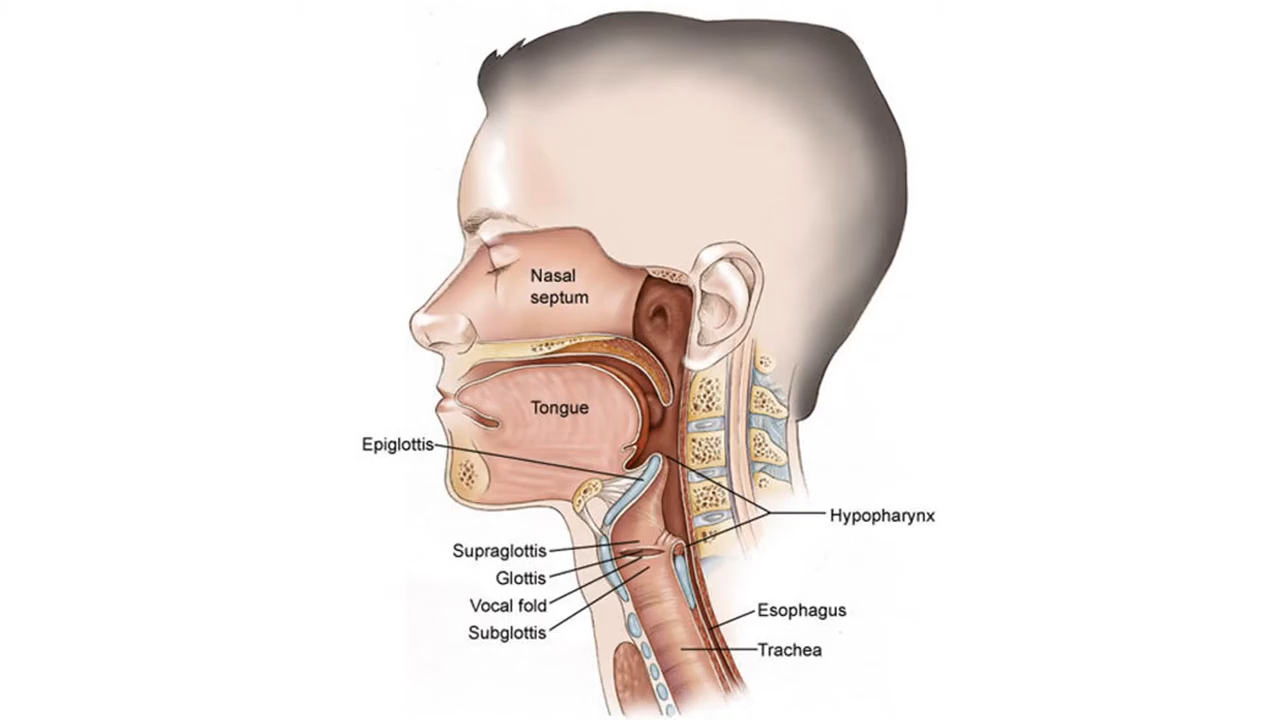 Nasal
septum
Tongue
Epiglottis
Hypopharynx
Supraglottis
Glottis
Vocal fold
Subglottis
Esophagus
Trachea